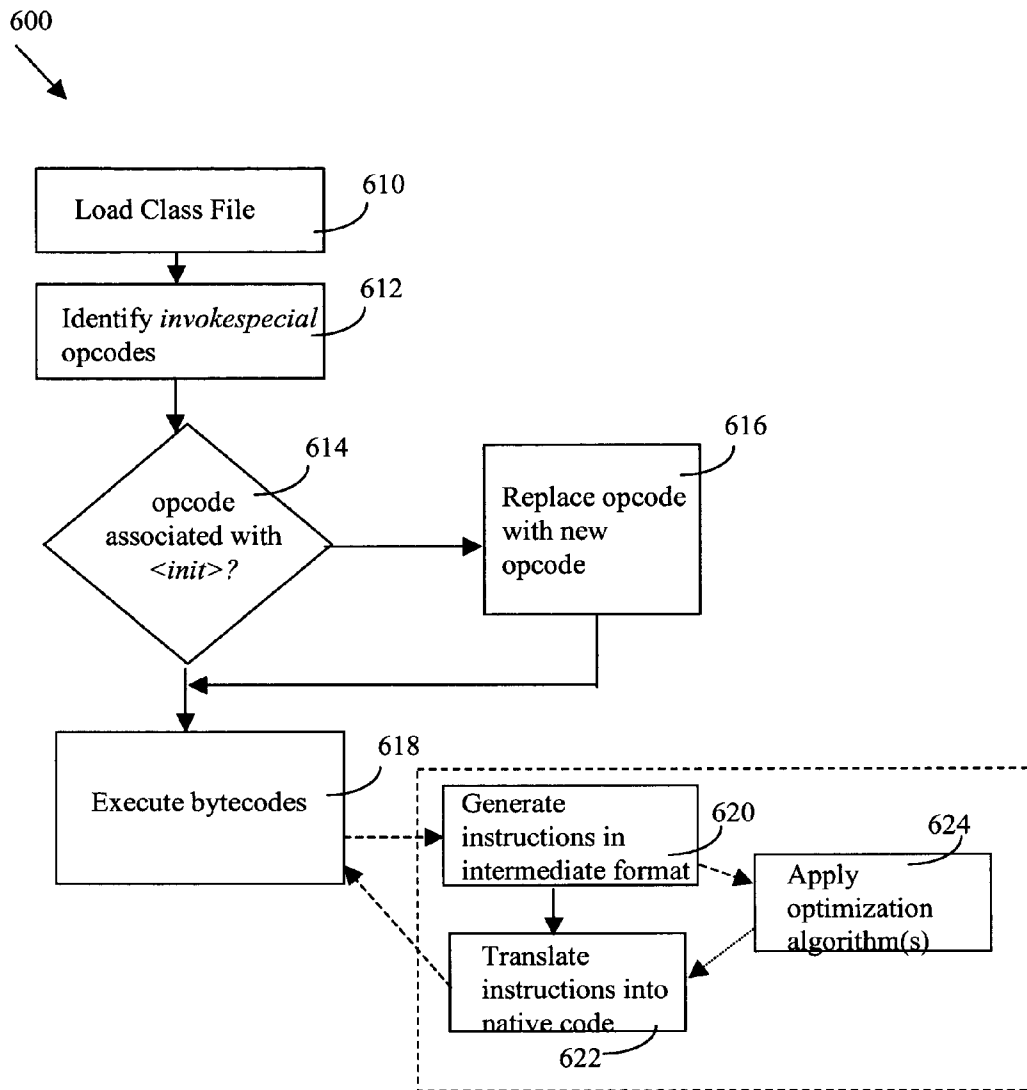 600
610
Load Class File
612
Identify invokespecial
opcodes
614
616
opcode
associated with
<init>?
Replace opcode
with new
opcode
618
Execute bytecodes
Generate
instructions in
intermediate format
620
624
Apply
optimization
algorithm(s)
Translate
instructions into
native code
622